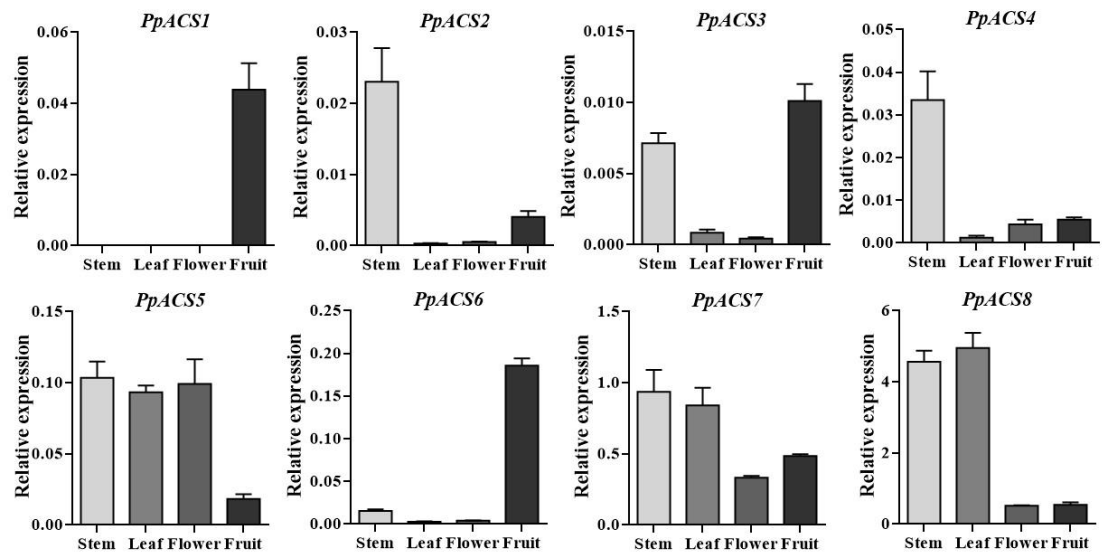 PpACS1
Relative expression
0.06
0.04
0.02
0.00
Stem Leaf Flower Fruit
PpACS2
Relative expression
0.03
0.02
0.01
0.00
Stem Leaf Flower Fruit
PpACS3
Relative expression
0.015
0.010
0.005
0.000
Stem Leaf Flower Fruit
PpACS4
Relative expression
0.05
0.04
0.03
0.02
0.01
0.00
Stem Leaf Flower Fruit
PpACS5
Relative expression
0.15
0.10
0.05
0.00
Stem Leaf Flower Fruit
PpACS6
Relative expression
0.25
0.20
0.15
0.10
0.05
0.00
Stem Leaf Flower Fruit
PpACS7
Relative expression
1.5
1.0
0.5
0.0
Stem Leaf Flower Fruit
PpACS8
Relative expression
6
4
2
0
Stem Leaf Flower Fruit